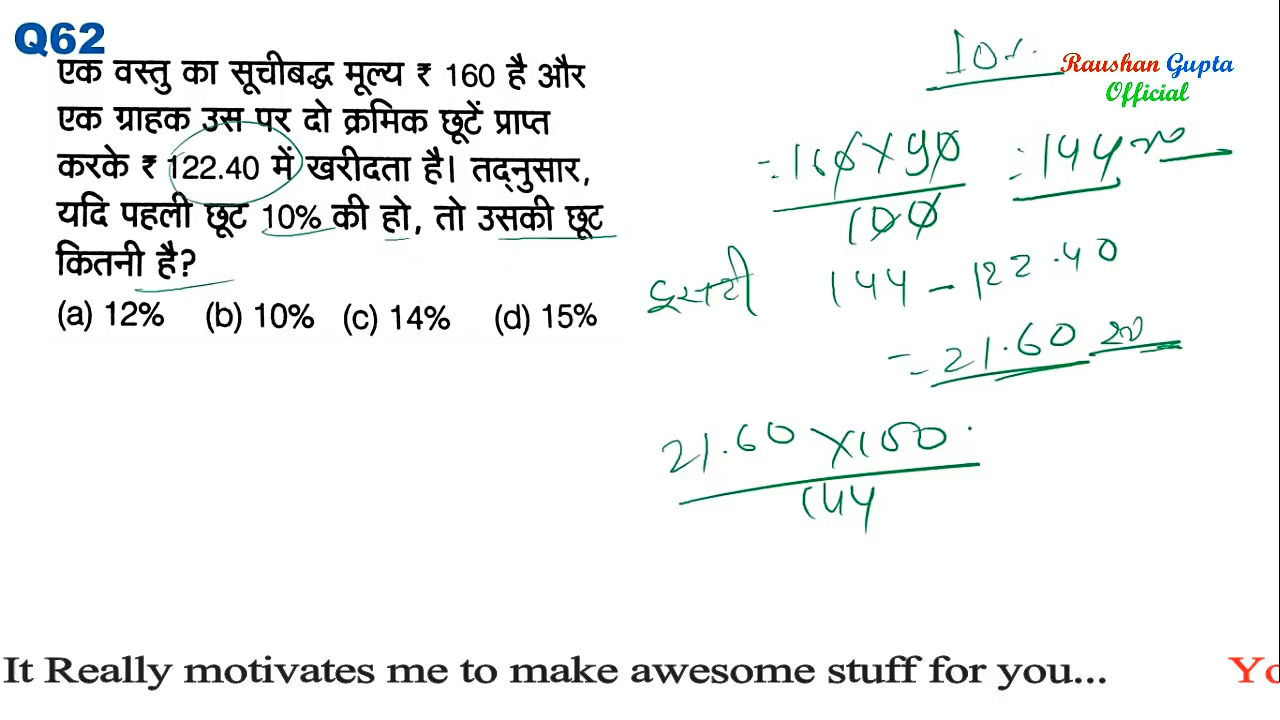 Q62
एक वस्तु का सूचीबद्ध मूल्य ₹ 160 है और
एक ग्राहक उस पर दो क्रमिक छूटें प्राप्त
करके ₹ 122.40 में खरीदता है। तद्नुसार,
यदि पहली छूट 10% की हो, तो उसकी छूट
कितनी है?
(a) 12% (b) 10% (c) 14% (d) 15%
10%
Raushan Gupta
Official
= 160 × 90 = 144 रु
100
दूसरी 144 - 122.40
= 21.60 रु
21.60 × 100
144
It Really motivates me to make awesome stuff for you...